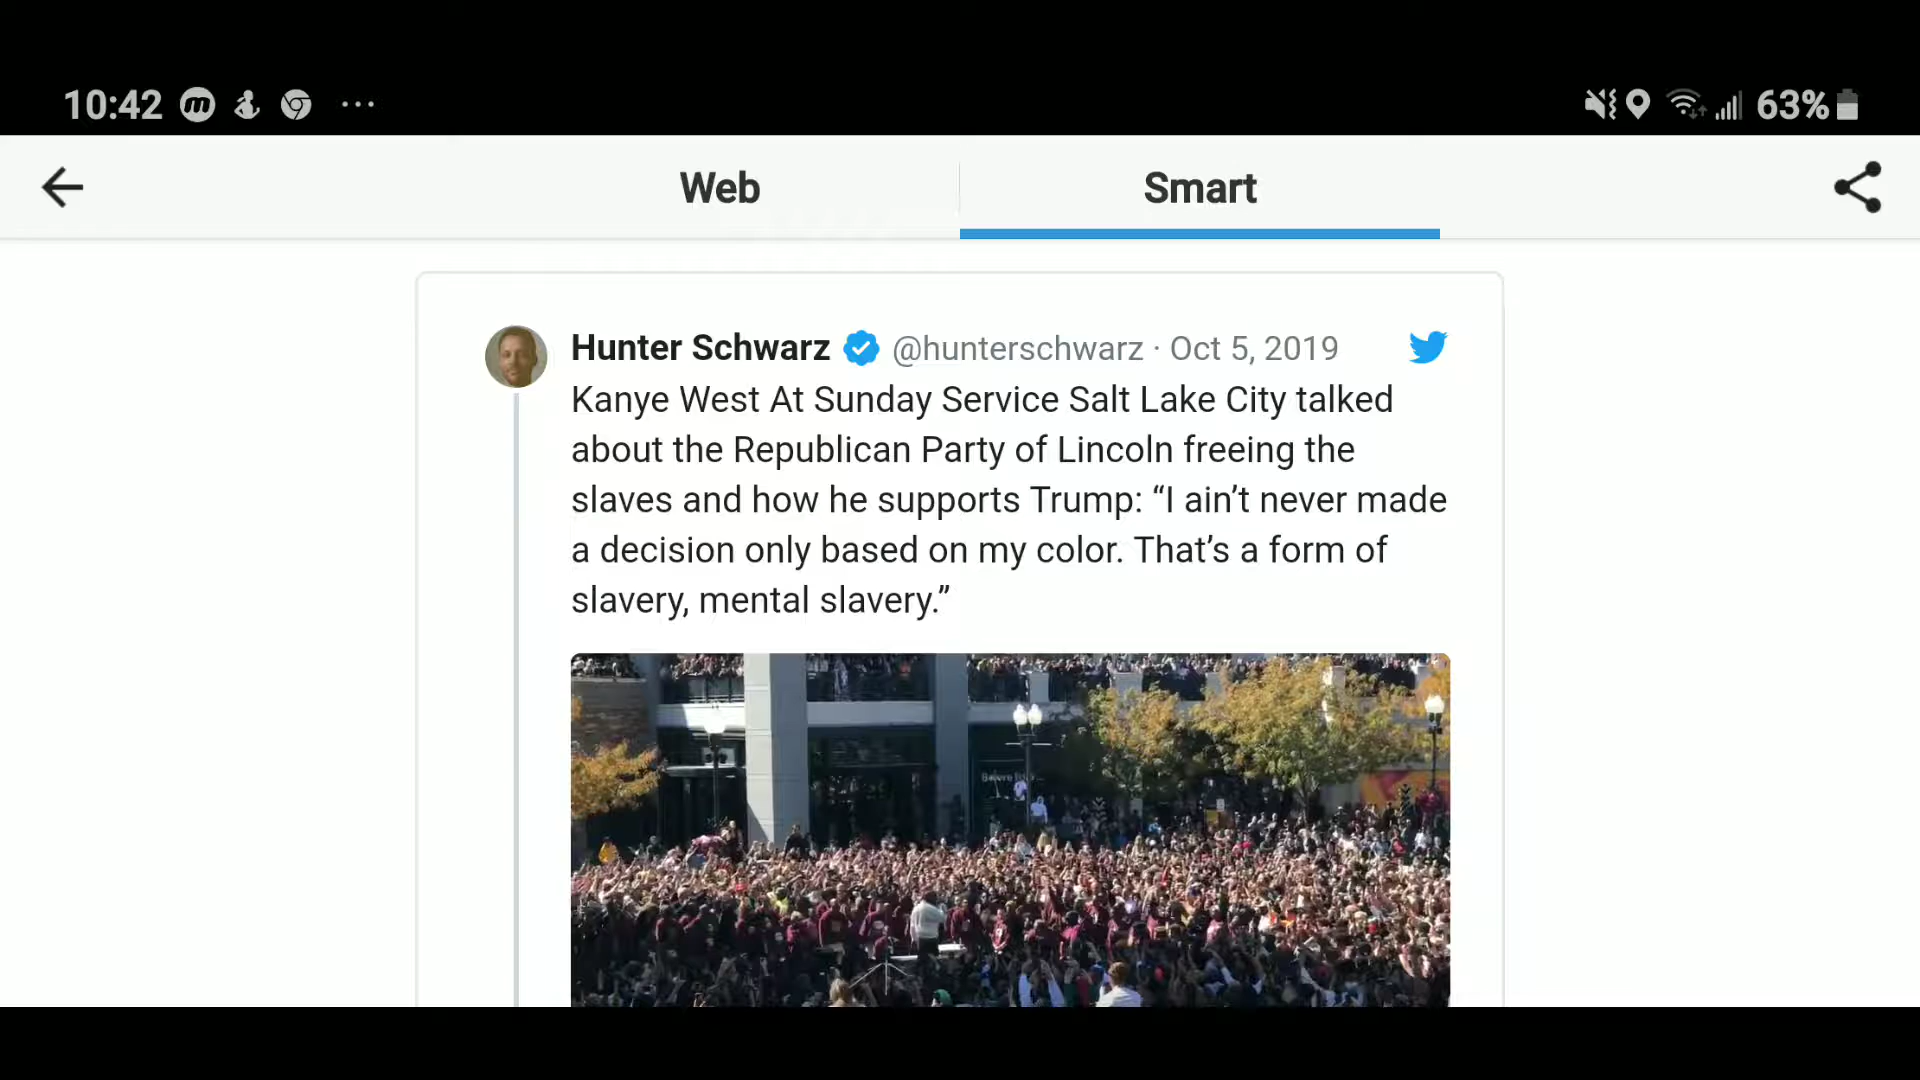 10:42 63%
Web Smart
Hunter Schwarz @hunterschwarz · Oct 5, 2019
Kanye West At Sunday Service Salt Lake City talked
about the Republican Party of Lincoln freeing the
slaves and how he supports Trump: “I ain’t never made
a decision only based on my color. That’s a form of
slavery, mental slavery.”